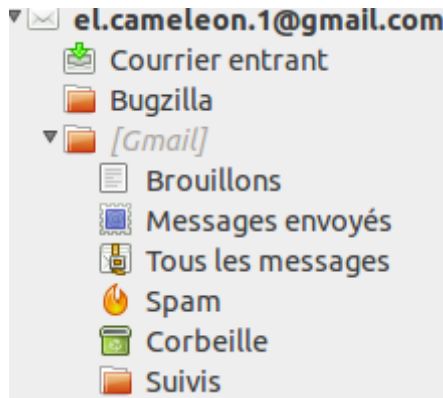 el.cameleon.1@gmail.com
Courrier entrant
Bugzilla
[Gmail]
Brouillons
Messages envoyés
Tous les messages
Spam
Corbeille
Suivis